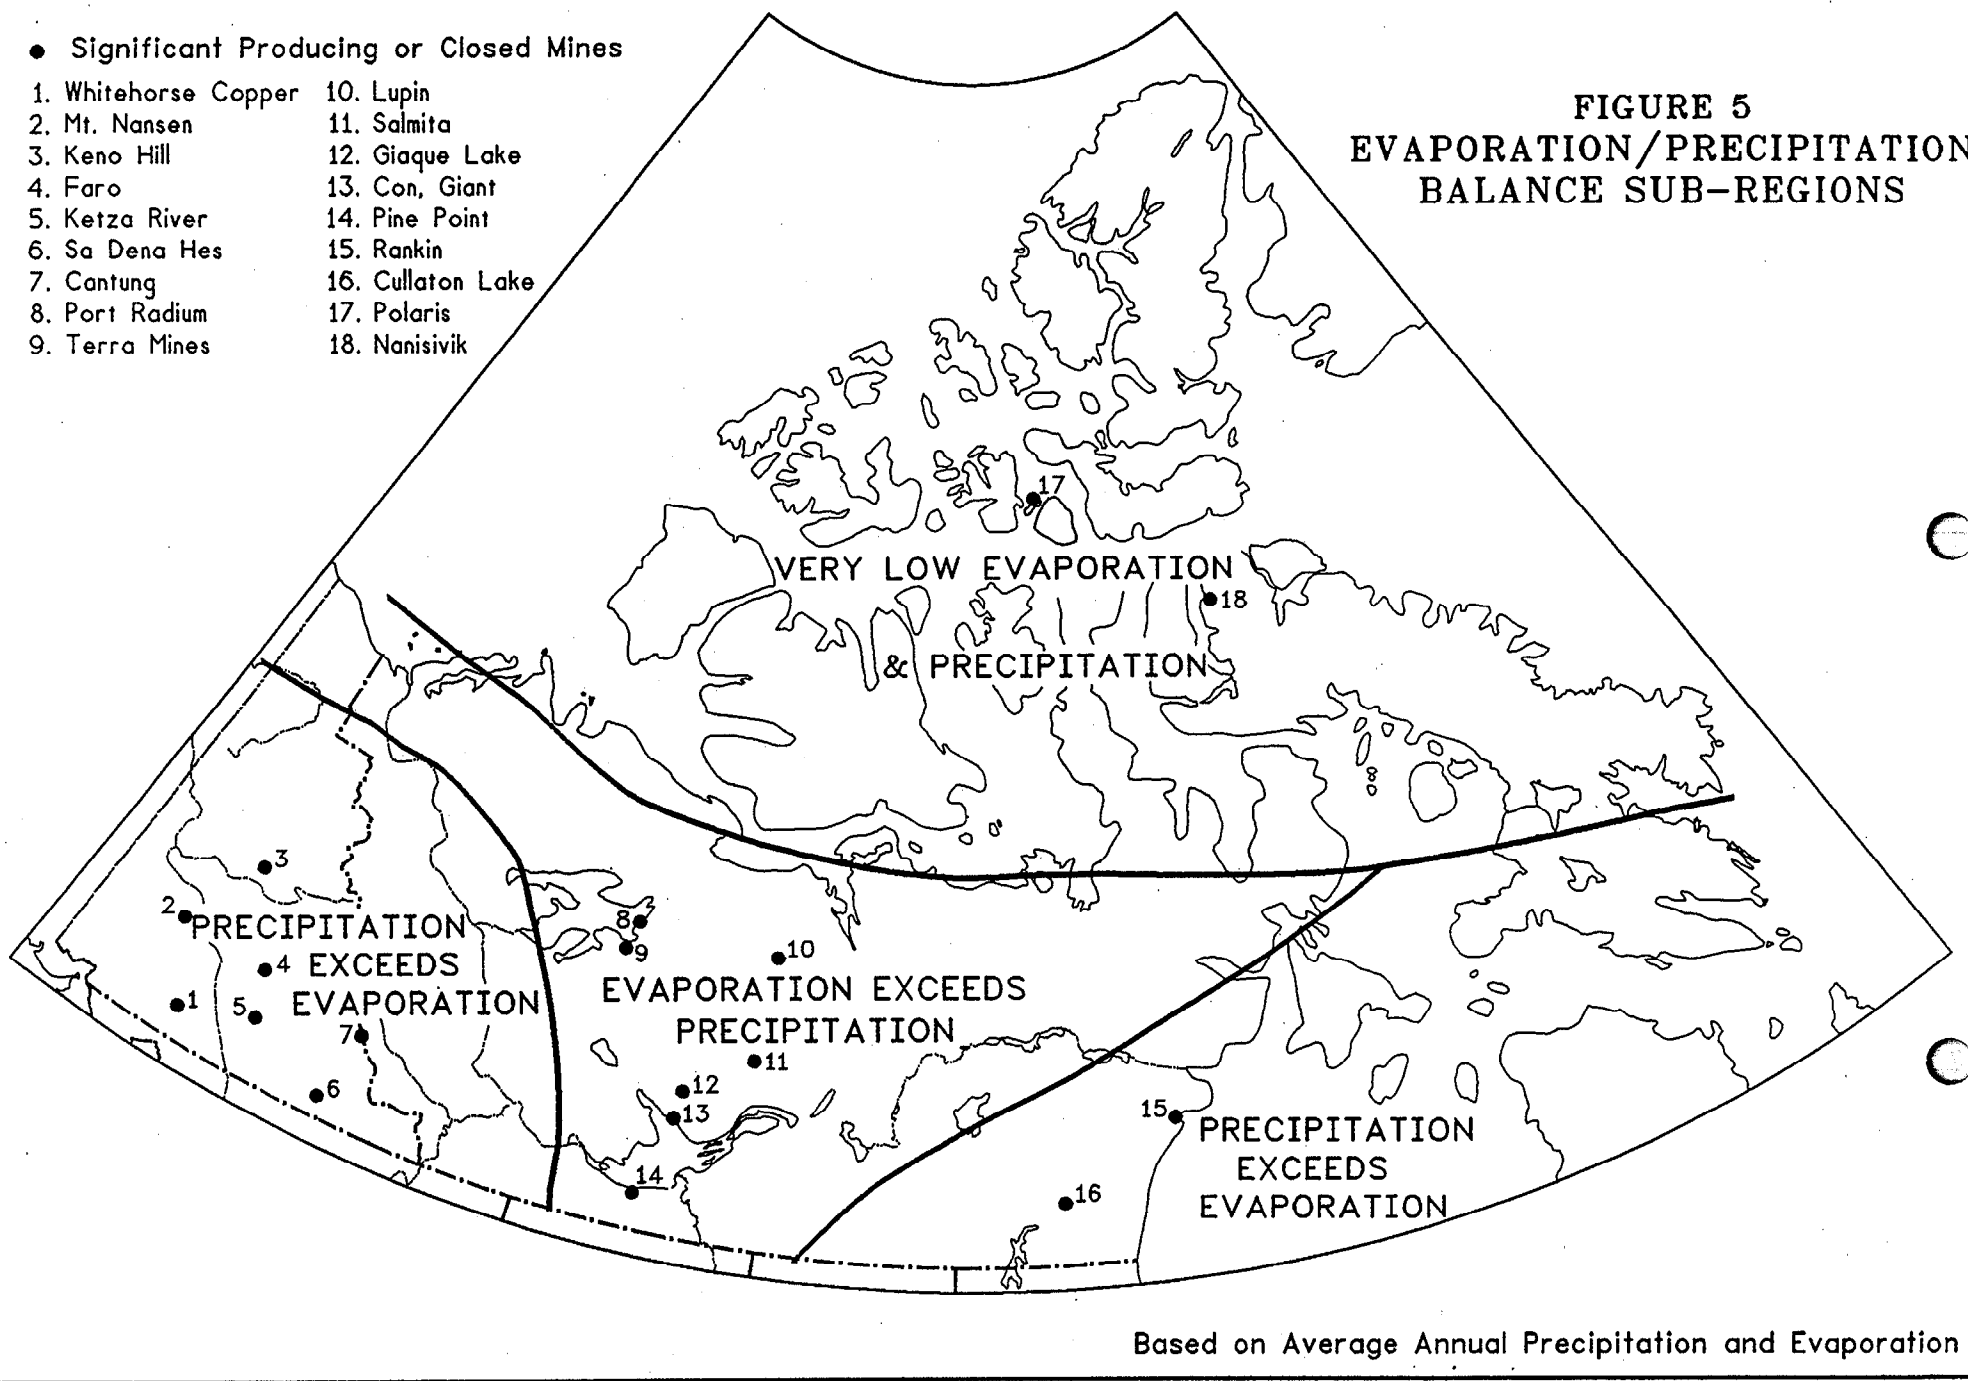 ● Significant Producing or Closed Mines
1. Whitehorse Copper
2. Mt. Nansen
3. Keno Hill
4. Faro
5. Ketza River
6. Sa Dena Hes
7. Cantung
8. Port Radium
9. Terra Mines
10. Lupin
11. Salmita
12. Giaque Lake
13. Con, Giant
14. Pine Point
15. Rankin
16. Cullaton Lake
17. Polaris
18. Nanisivik
FIGURE 5
EVAPORATION/PRECIPITATION
BALANCE SUB-REGIONS
17
VERY LOW EVAPORATION
18
& PRECIPITATION
3
2
PRECIPITATION
EXCEEDS
EVAPORATION
4
1
5
7
6
8
9
10
EVAPORATION EXCEEDS
PRECIPITATION
11
12
13
14
15
PRECIPITATION
EXCEEDS
EVAPORATION
16
Based on Average Annual Precipitation and Evaporation